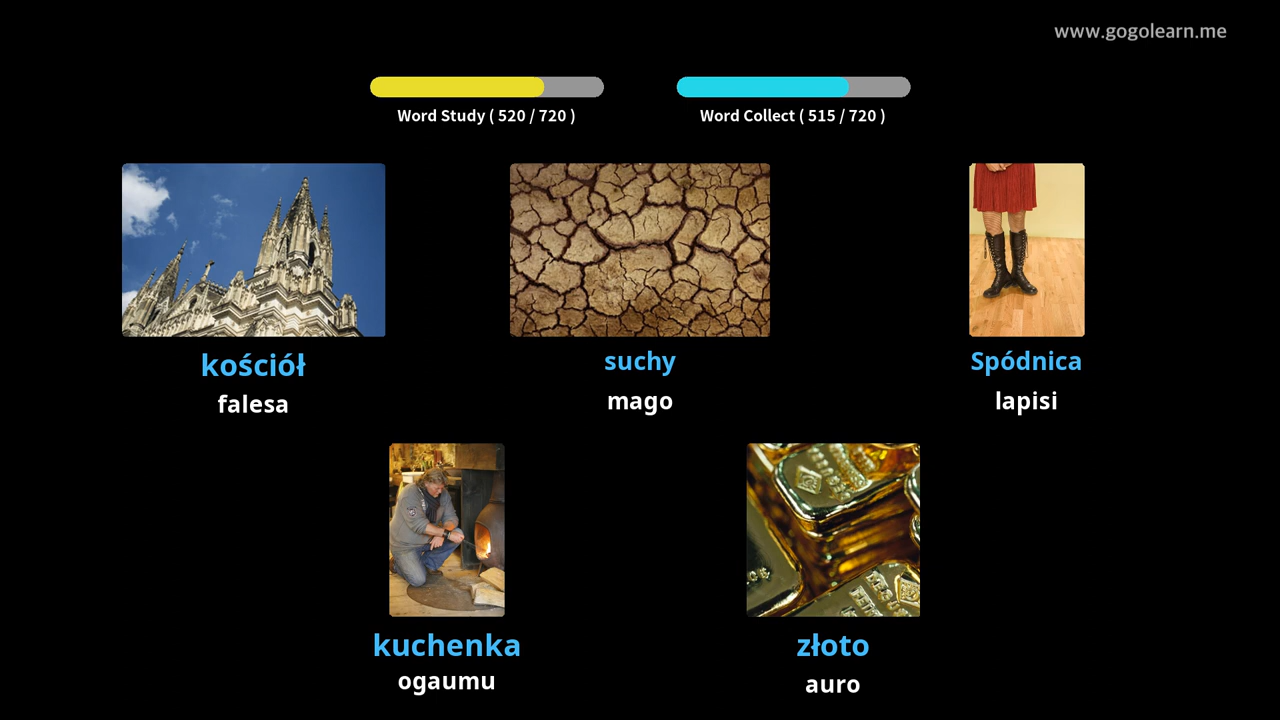 www.gogolearn.me
Word Study ( 520 / 720 )
Word Collect ( 515 / 720 )
kościół
falesa
suchy
mago
Spódnica
lapisi
kuchenka
ogaumu
złoto
auro